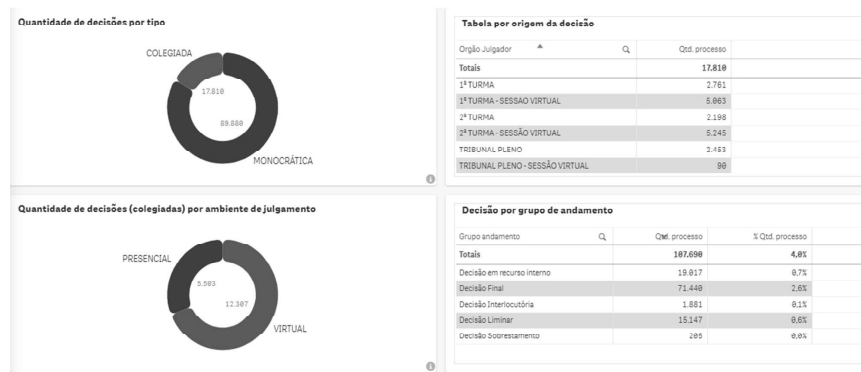 Quantidade de decisões por tipo
COLEGIADA
17.810
89.880
MONOCRÁTICA
Tabela por origem da decisão
Orgão Julgador Qtd. processo
Totais 17.810
1ª TURMA 2.761
1ª TURMA - SESSAO VIRTUAL 5.063
2ª TURMA 2.198
2ª TURMA - SESSÃO VIRTUAL 5.245
TRIBUNAL PLENO 2.453
TRIBUNAL PLENO - SESSÃO VIRTUAL 90
Quantidade de decisões (colegiadas) por ambiente de julgamento
PRESENCIAL
5.503
12.307
VIRTUAL
Decisão por grupo de andamento
Grupo andamento Qtd. processo % Qtd. processo
Totais 107.690 4,0%
Decisão em recurso interno 19.017 0,7%
Decisão Final 71.440 2,6%
Decisão Interlocutória 1.881 0,1%
Decisão Liminar 15.147 0,6%
Decisão Sobrestamento 205 0,0%